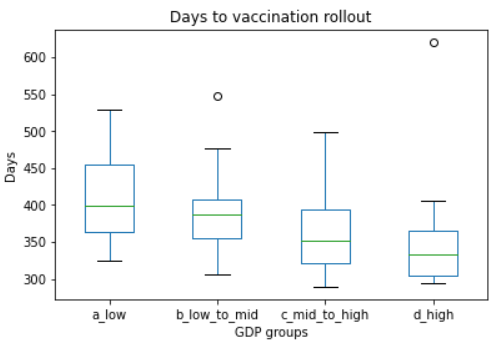 Days to vaccination rollout
600
550
500
450
400
350
300
Days
a_low b_low_to_mid c_mid_to_high d_high
GDP groups